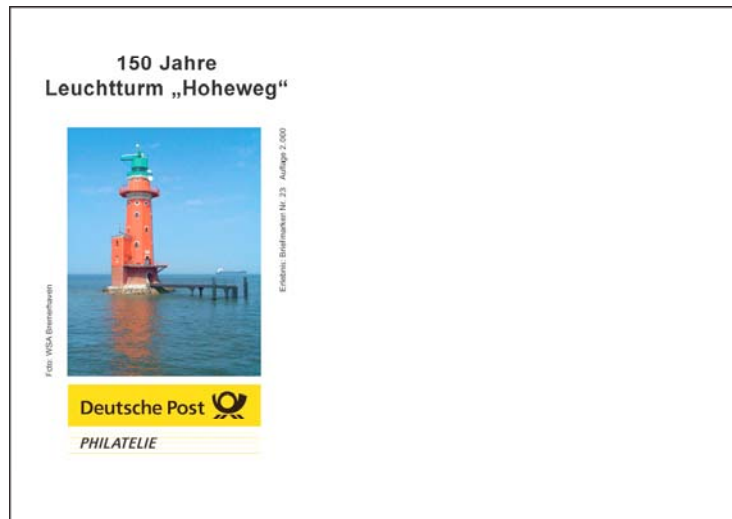 150 Jahre
Leuchtturm „Hoheweg“
Foto: WSA Bremerhaven
Erlebnis: Briefmarken Nr. 23 Auflage 2.000
Deutsche Post
PHILATELIE